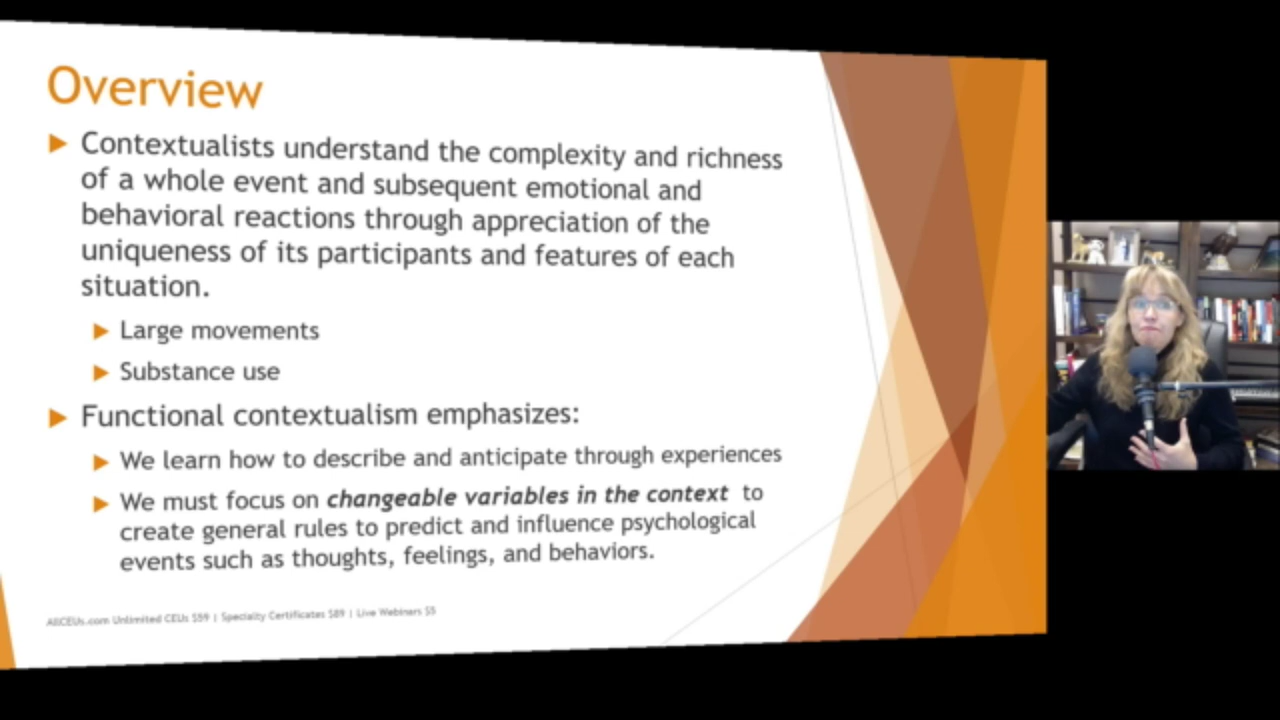 Overview
Contextualists understand the complexity and richness
of a whole event and subsequent emotional and
behavioral reactions through appreciation of the
uniqueness of its participants and features of each
situation.
Large movements
Substance use
Functional contextualism emphasizes:
We learn how to describe and anticipate through experiences
We must focus on changeable variables in the context to
create general rules to predict and influence psychological
events such as thoughts, feelings, and behaviors.
AllCEUs.com Unlimited CEUs $59 | Specialty Certificates $89 | Live Webinars $5